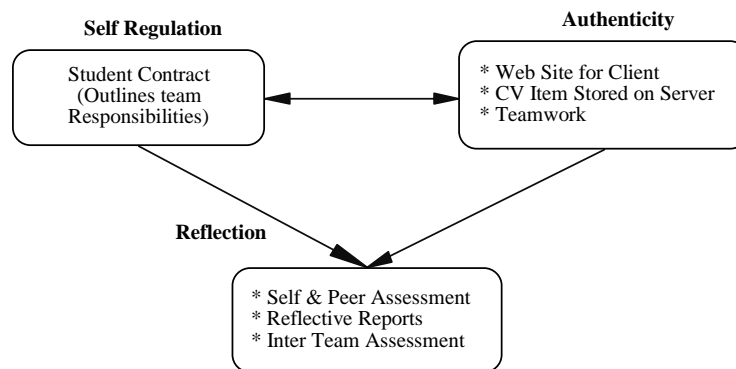 Self Regulation
Student Contract
(Outlines team
Responsibilities)
Authenticity
* Web Site for Client
* CV Item Stored on Server
* Teamwork
Reflection
* Self & Peer Assessment
* Reflective Reports
* Inter Team Assessment